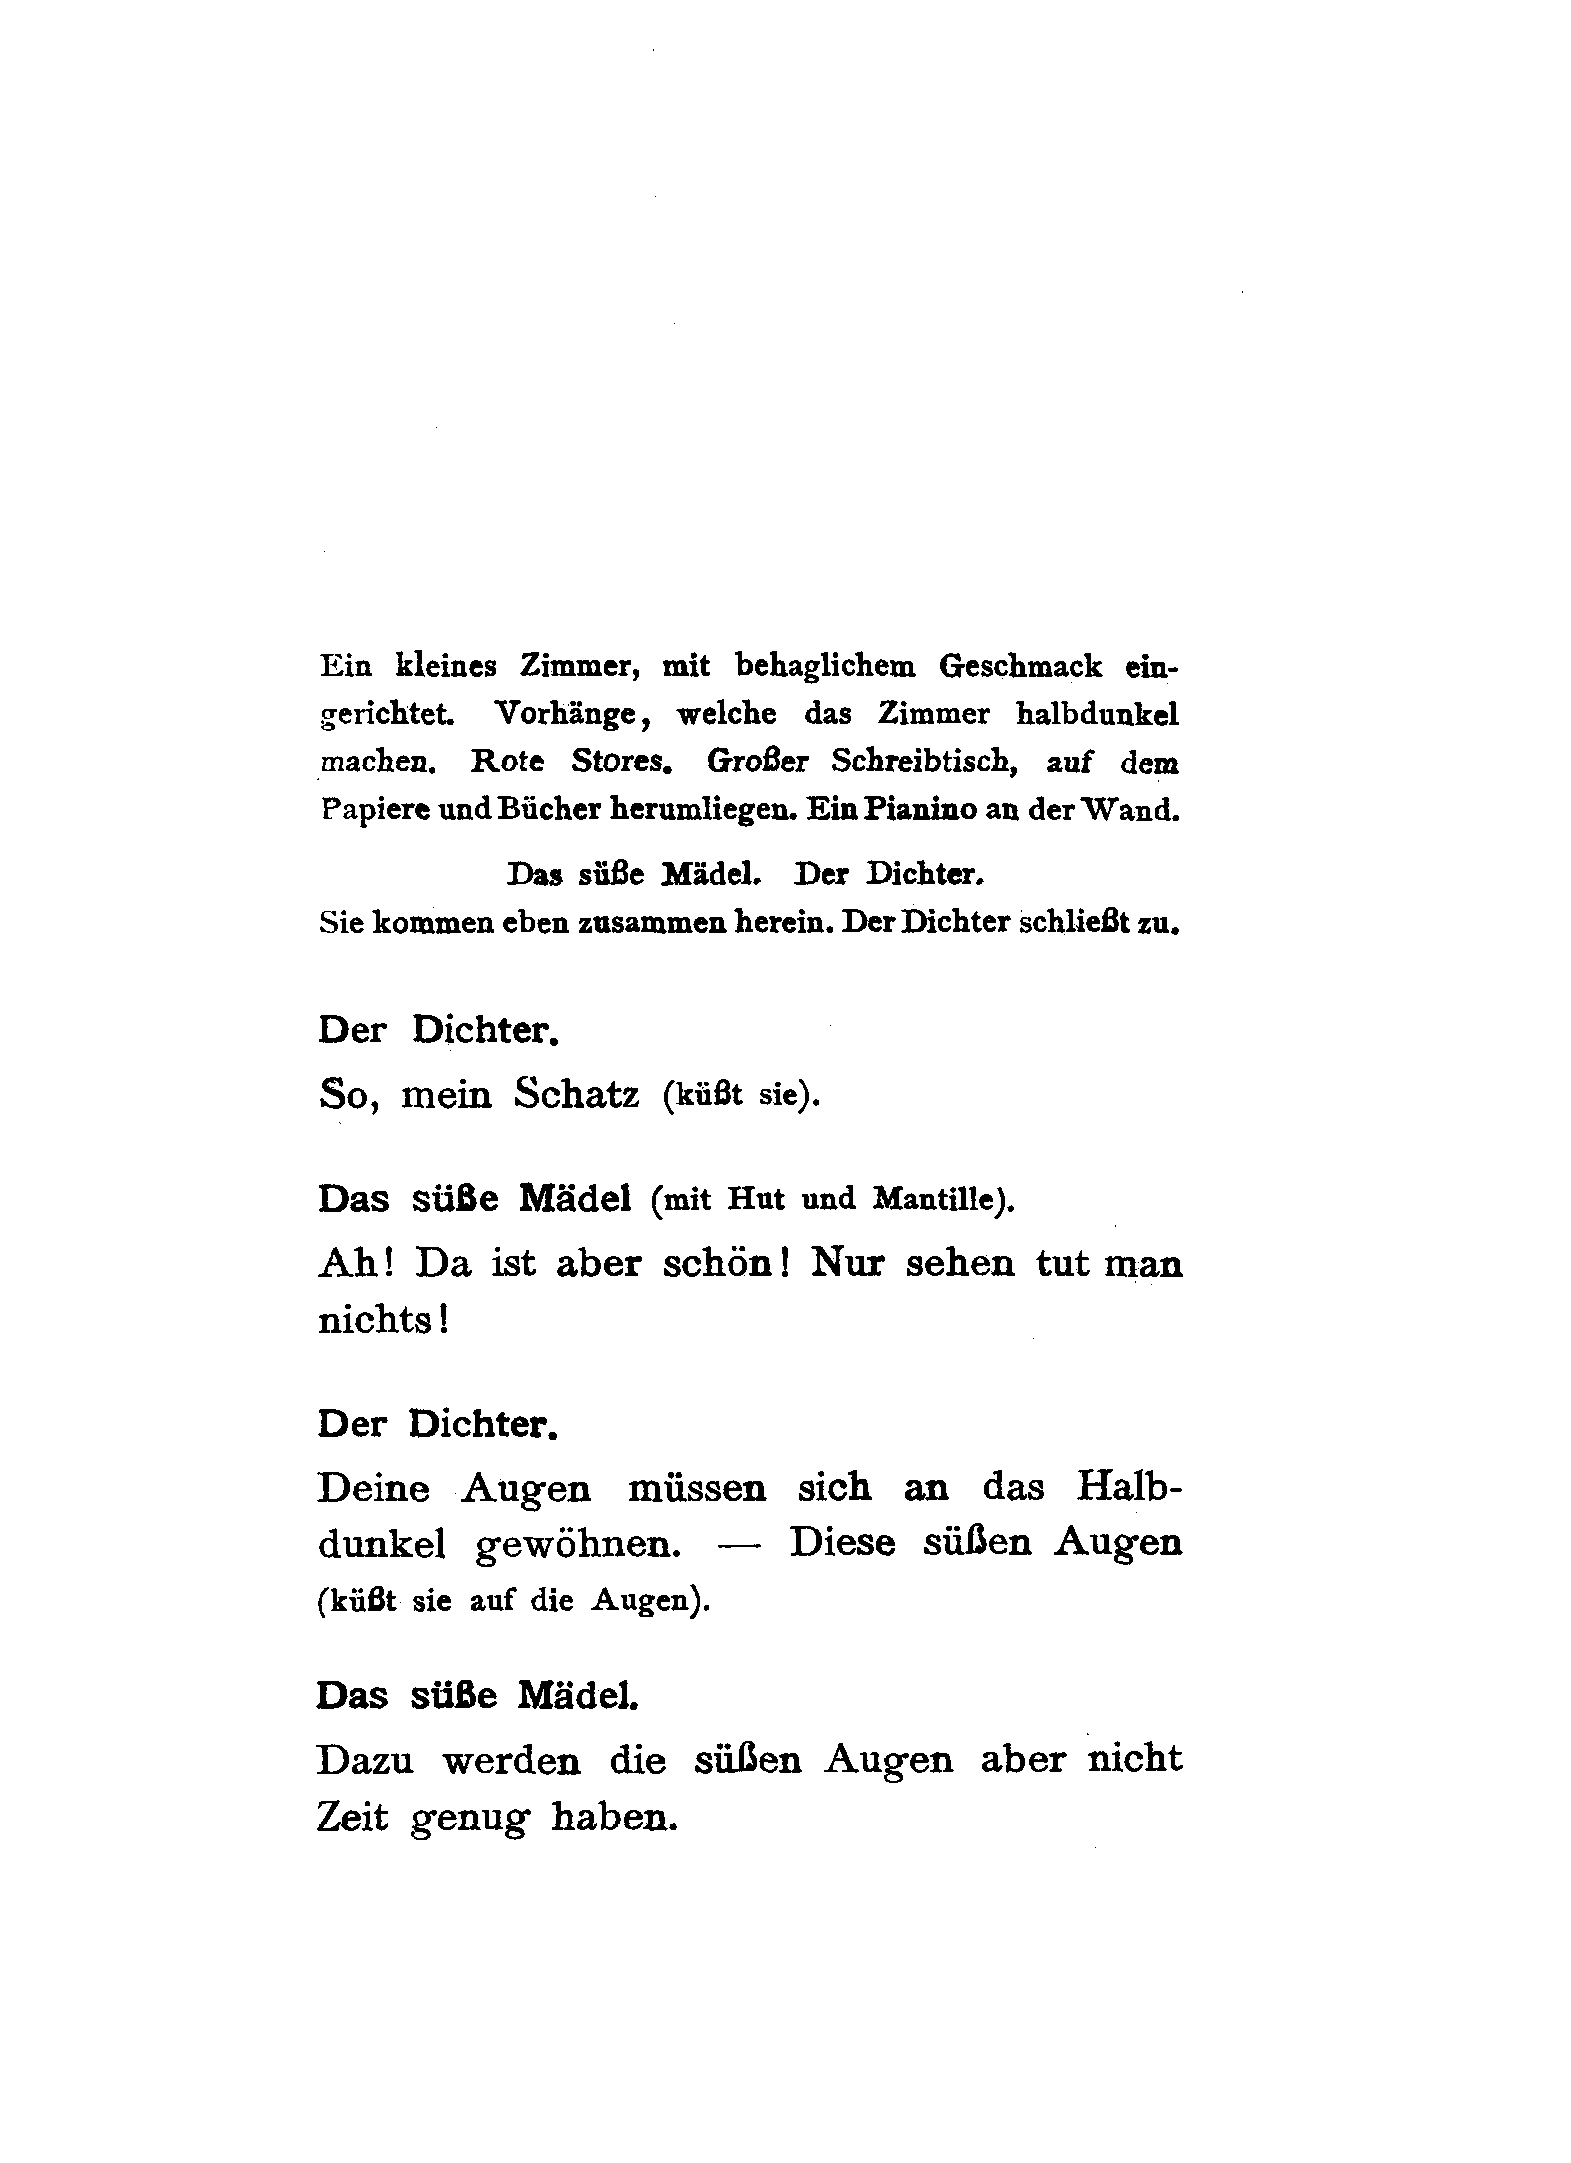 Ein kleines Zimmer, mit behaglichem Geschmack ein-
gerichtet. Vorhänge, welche das Zimmer halbdunkel
machen. Rote Stores. Großer Schreibtisch, auf dem
Papiere und Bücher herumliegen. Ein Pianino an der Wand.
Das süße Mädel. Der Dichter.
Sie kommen eben zusammen herein. Der Dichter schließt zu.
Der Dichter.
So, mein Schatz (küßt sie).
Das süße Mädel (mit Hut und Mantille).
Ah! Da ist aber schön! Nur sehen tut man
nichts!
Der Dichter.
Deine Augen müssen sich an das Halb-
dunkel gewöhnen. — Diese süßen Augen
(küßt sie auf die Augen).
Das süße Mädel.
Dazu werden die süßen Augen aber nicht
Zeit genug haben.